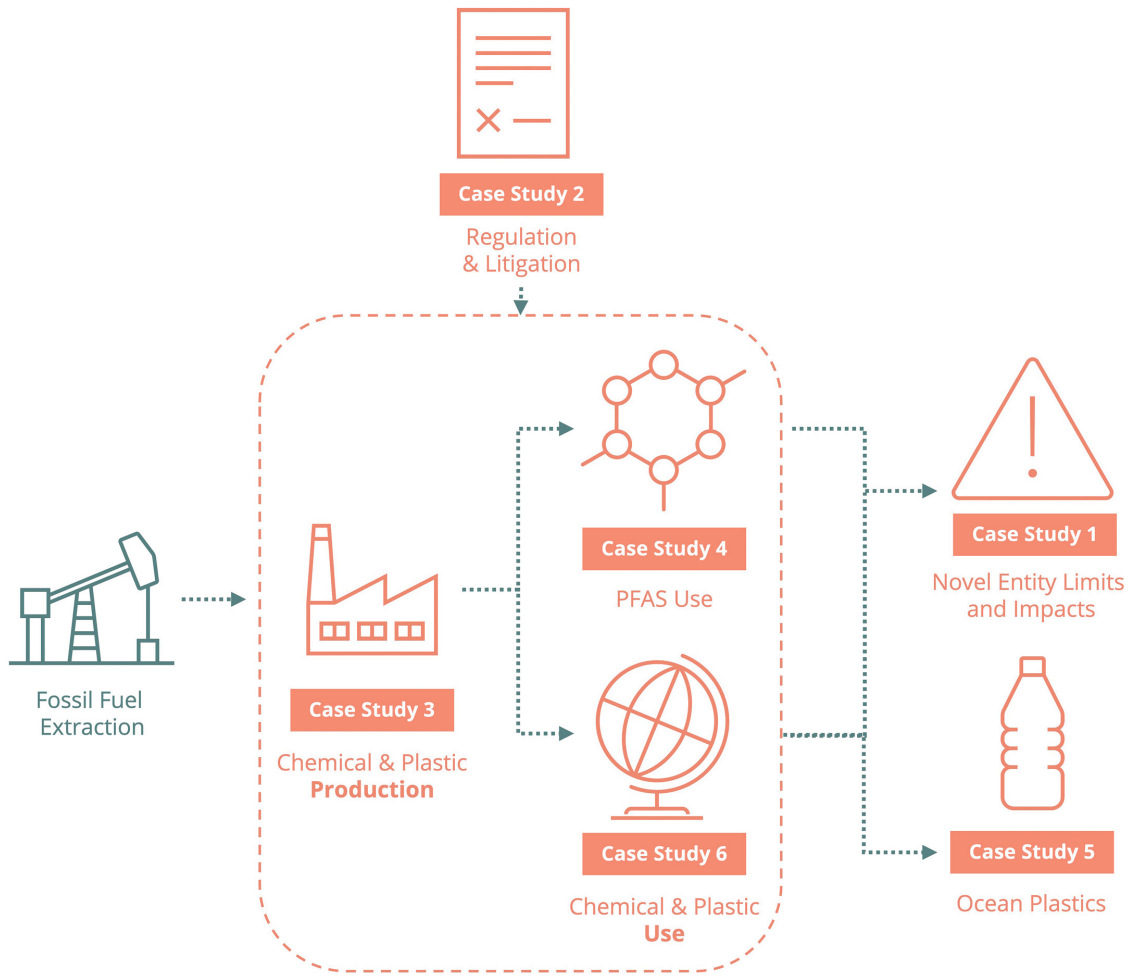 Case Study 2
Regulation
& Litigation
Case Study 4
PFAS Use
Case Study 1
Novel Entity Limits
and Impacts
Fossil Fuel
Extraction
Case Study 3
Chemical & Plastic
Production
Case Study 6
Chemical & Plastic
Use
Case Study 5
Ocean Plastics